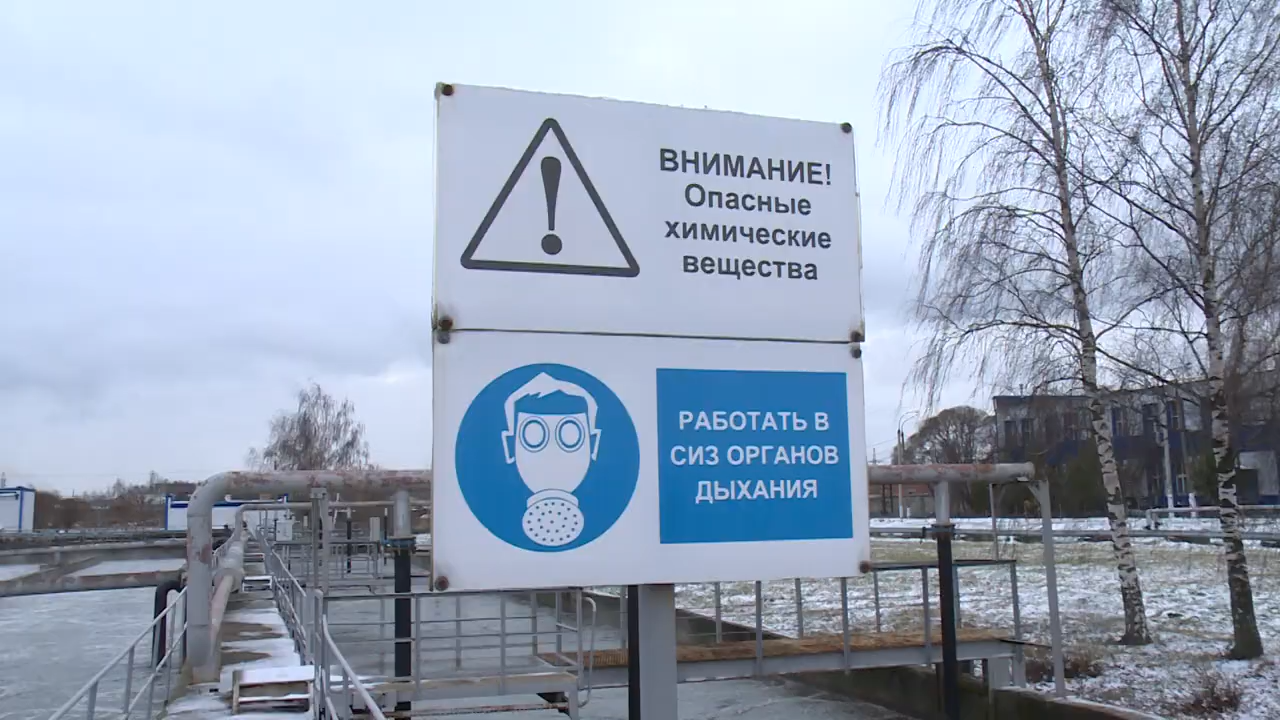 ВНИМАНИЕ!
Опасные
химические
вещества
РАБОТАТЬ В
СИЗ ОРГАНОВ
ДЫХАНИЯ